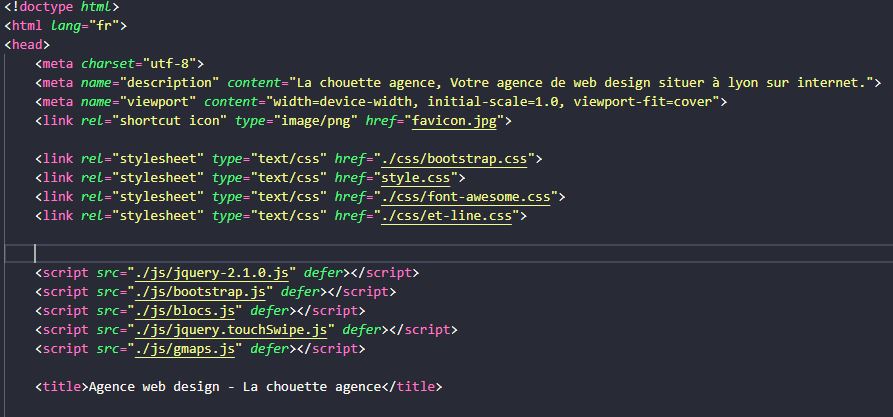 <!doctype html>
<html lang="fr">
<head>
    <meta charset="utf-8">
    <meta name="description" content="La chouette agence, Votre agence de web design situer à lyon sur internet.">
    <meta name="viewport" content="width=device-width, initial-scale=1.0, viewport-fit=cover">
    <link rel="shortcut icon" type="image/png" href="favicon.jpg">

    <link rel="stylesheet" type="text/css" href="./css/bootstrap.css">
    <link rel="stylesheet" type="text/css" href="style.css">
    <link rel="stylesheet" type="text/css" href="./css/font-awesome.css">
    <link rel="stylesheet" type="text/css" href="./css/et-line.css">

    <script src="./js/jquery-2.1.0.js" defer></script>
    <script src="./js/bootstrap.js" defer></script>
    <script src="./js/blocs.js" defer></script>
    <script src="./js/jquery.touchSwipe.js" defer></script>
    <script src="./js/gmaps.js" defer></script>

    <title>Agence web design - La chouette agence</title>